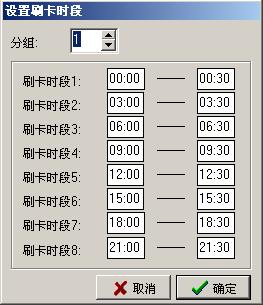 设置刷卡时段
分组: 1
刷卡时段1: 00:00 — 00:30
刷卡时段2: 03:00 — 03:30
刷卡时段3: 06:00 — 06:30
刷卡时段4: 09:00 — 09:30
刷卡时段5: 12:00 — 12:30
刷卡时段6: 15:00 — 15:30
刷卡时段7: 18:00 — 18:30
刷卡时段8: 21:00 — 21:30
取消 确定